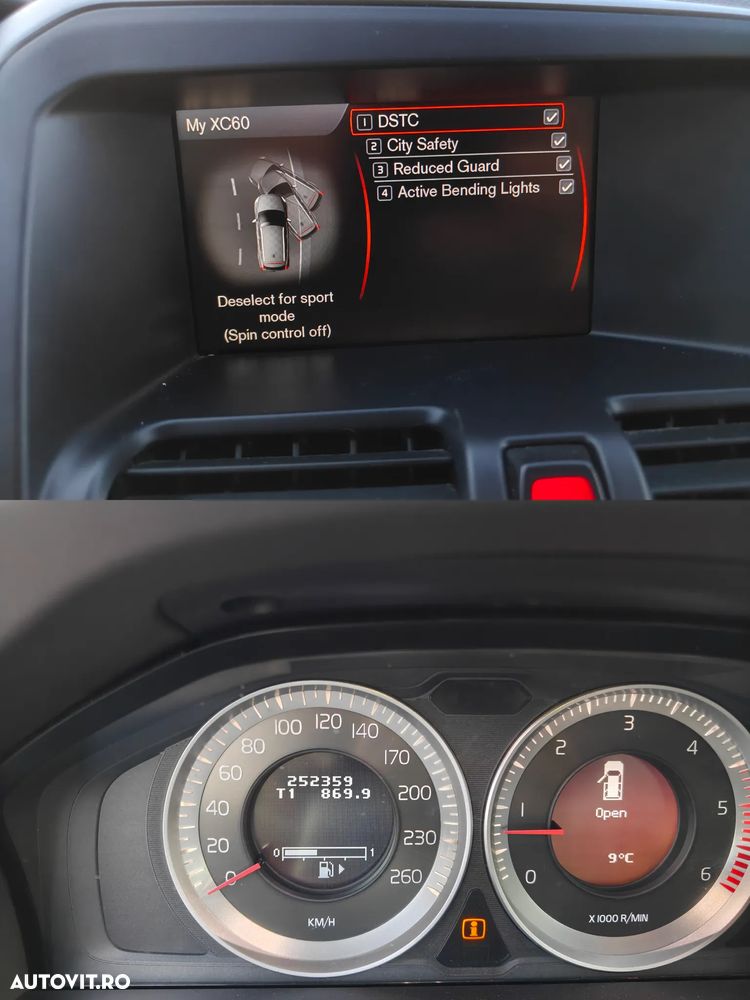 My XC60
1 DSTC
2 City Safety
3 Reduced Guard
4 Active Bending Lights
Deselect for sport
mode
(Spin control off)
0 20 40 60 80 100 120 140 170 200 230 260
252359
T1 869.9
0 1
KM/H
0 1 2 3 4 5 6
Open
9°C
X 1000 R/MIN
AUTOVIT.RO